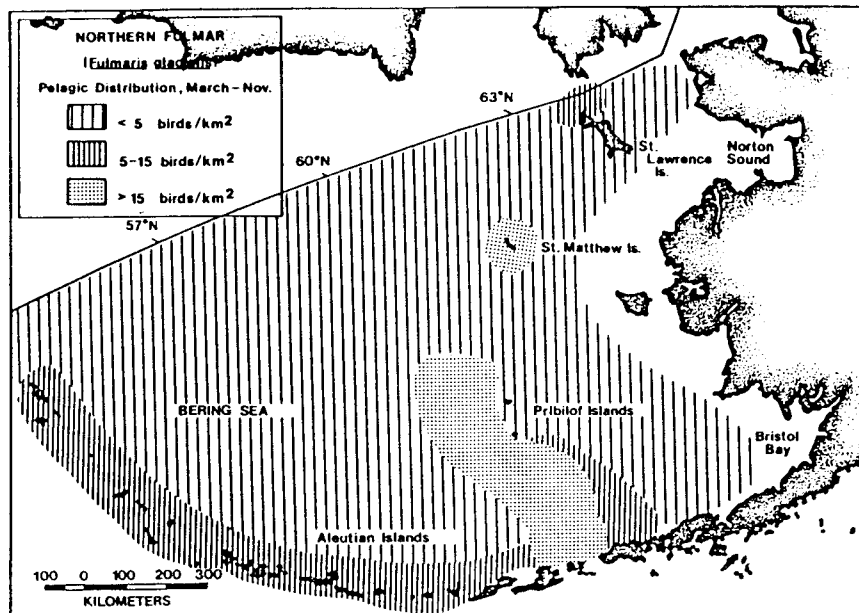 NORTHERN FULMAR
(Fulmaris glacialis)
Pelagic Distribution, March-Nov.
< 5 birds/km²
5-15 birds/km²
> 15 birds/km²
63°N
60°N
57°N
St.
Lawrence
Is.
Norton
Sound
St. Matthew Is.
BERING SEA
Pribilof Islands
Bristol
Bay
Aleutian Islands
100 0 100 200 300
KILOMETERS